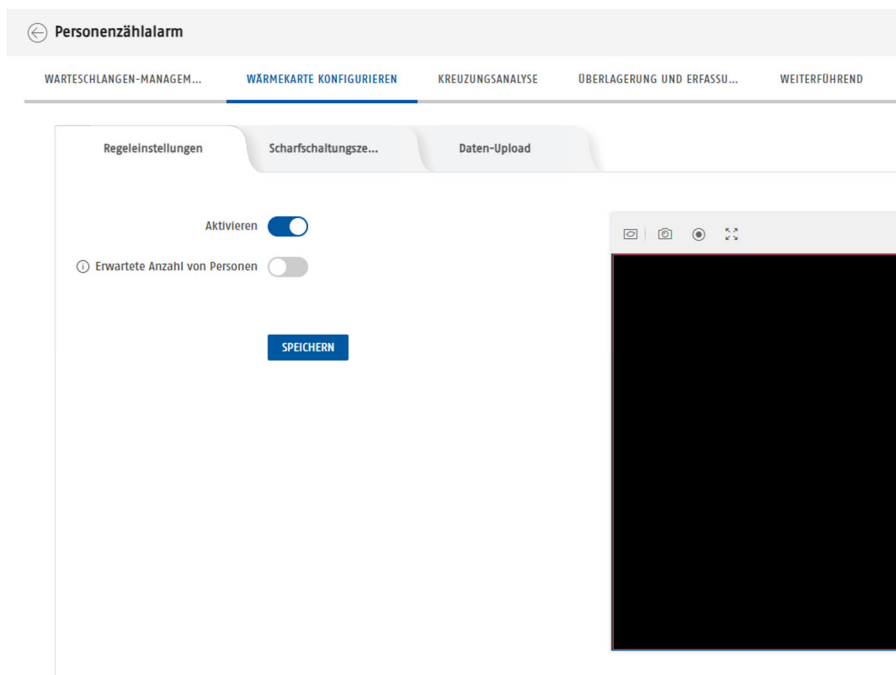 Personenzählalarm
WARTESCHLANGEN-MANAGEM... WÄRMEKARTE KONFIGURIEREN KREUZUNGSANALYSE ÜBERLAGERUNG UND ERFASSU... WEITERFÜHREND
Regeleinstellungen Scharfschaltungsze... Daten-Upload
Aktivieren
Erwartete Anzahl von Personen
SPEICHERN